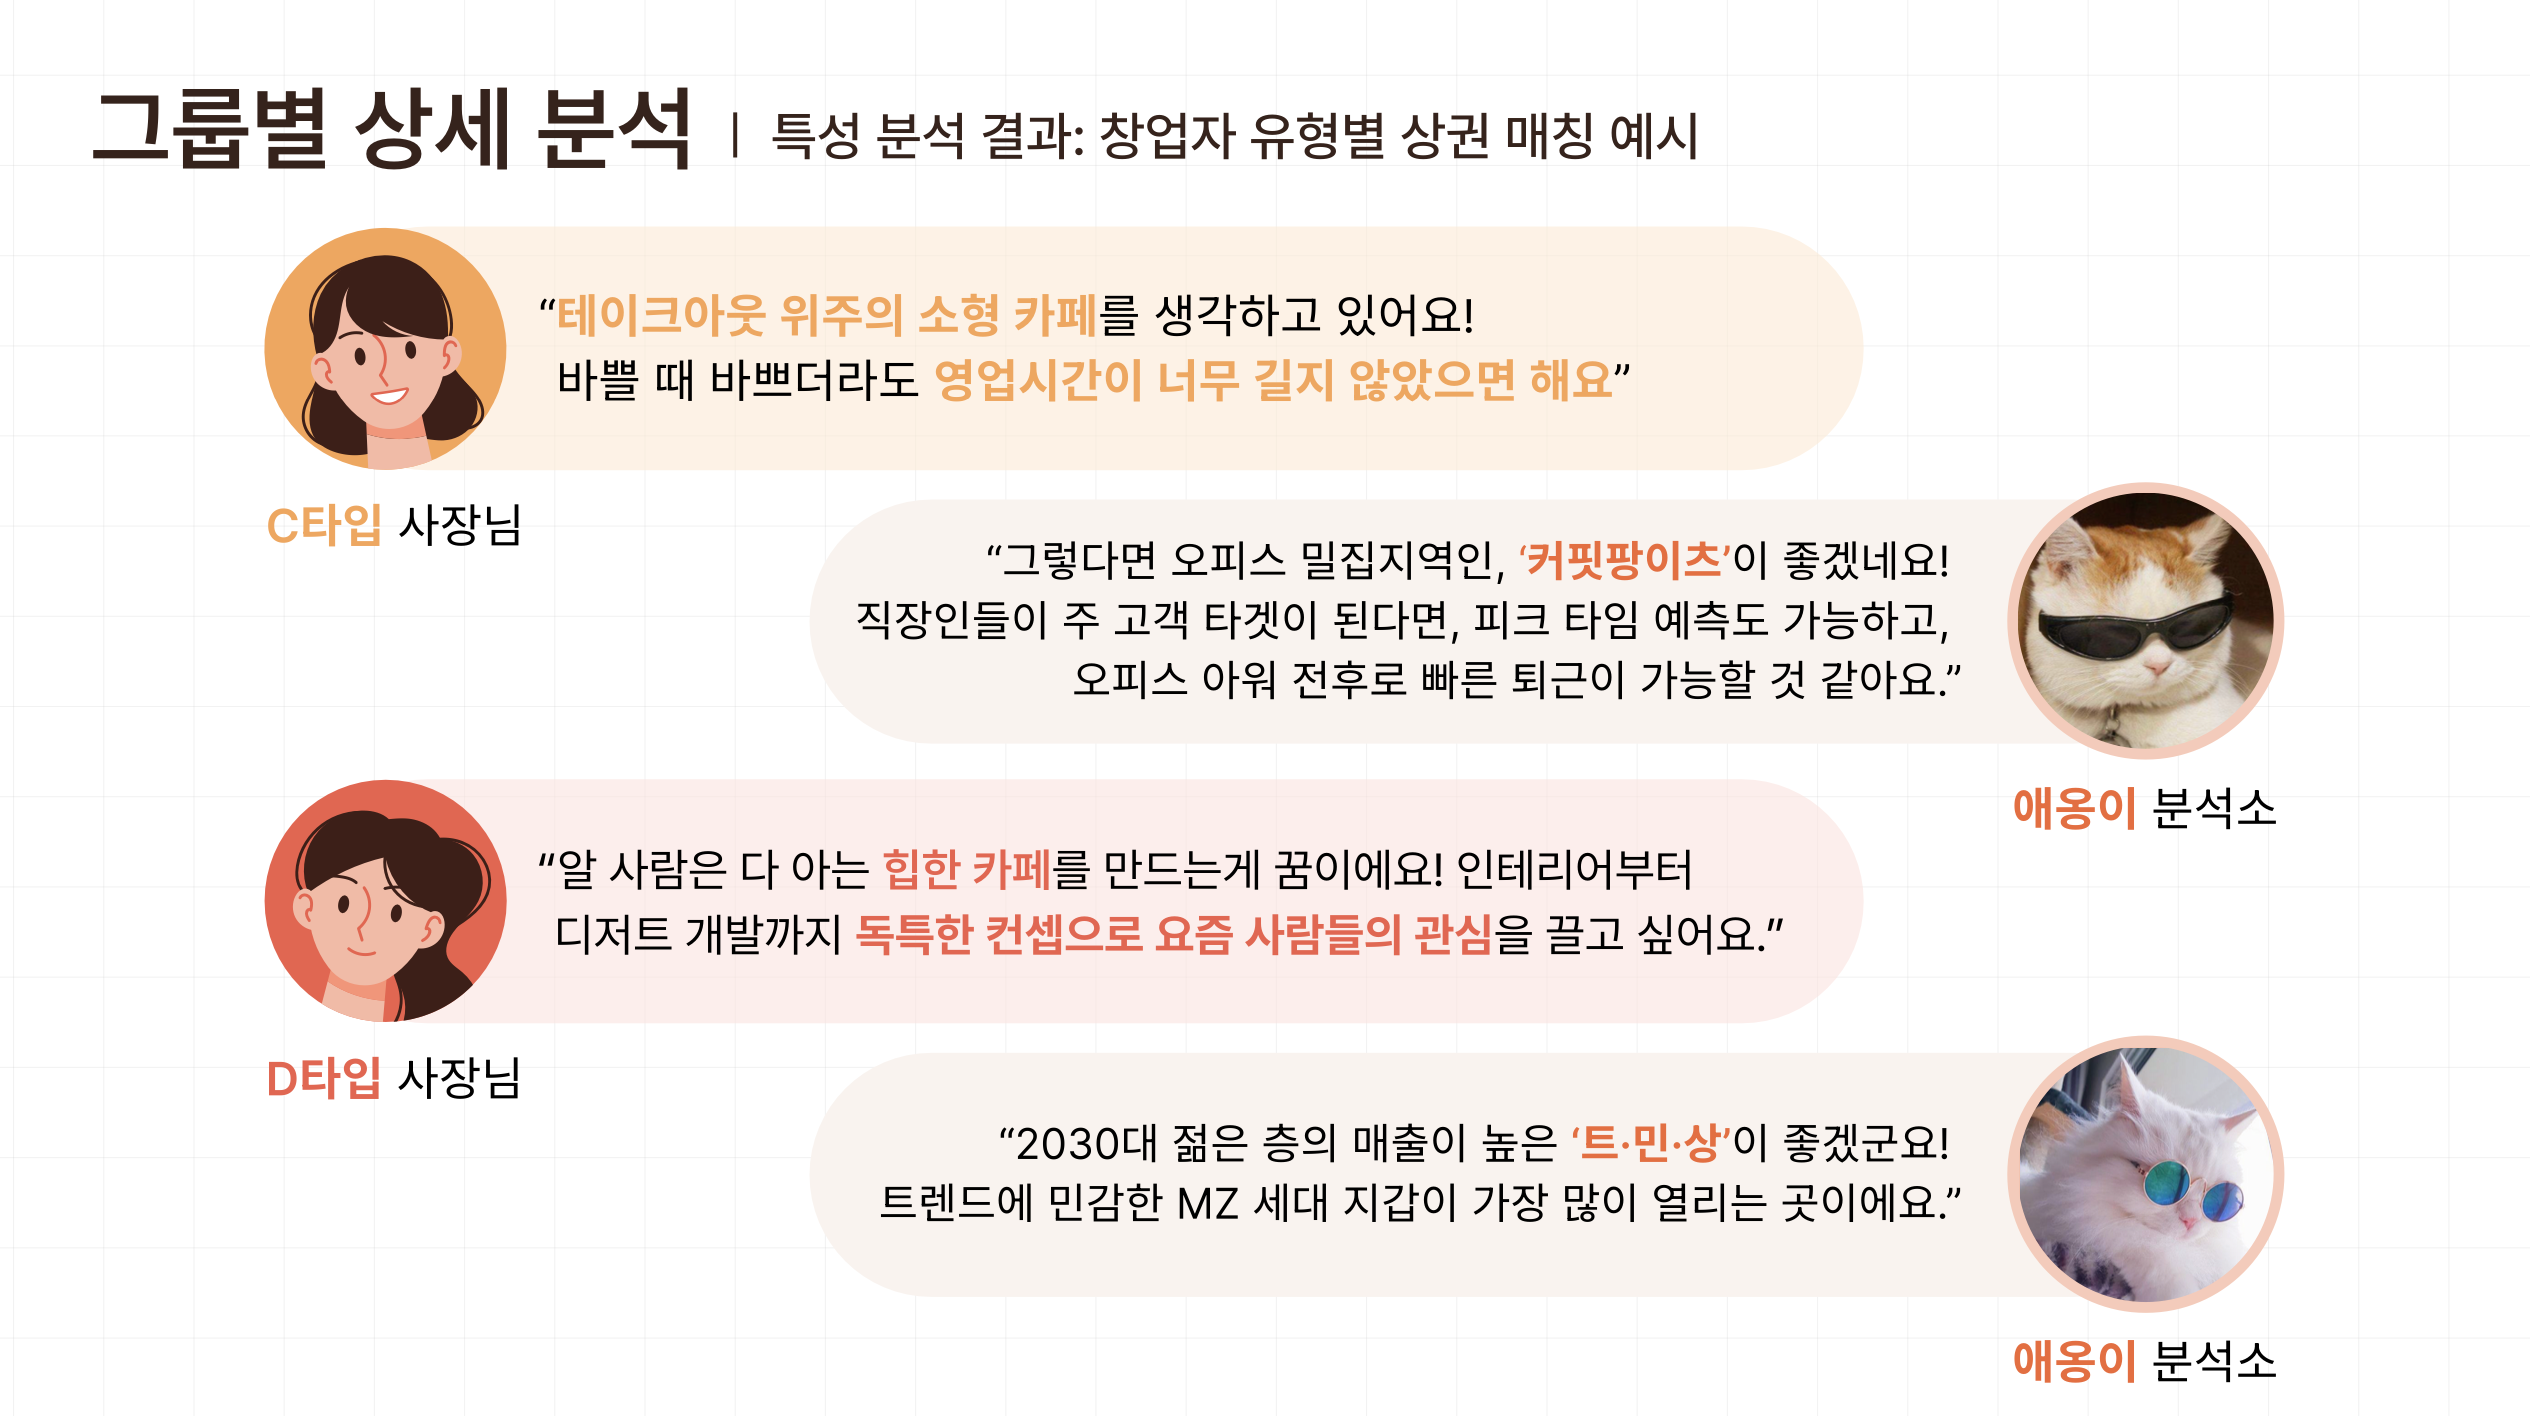 그룹별 상세 분석 | 특성 분석 결과: 창업자 유형별 상권 매칭 예시
“테이크아웃 위주의 소형 카페를 생각하고 있어요!
바쁠 때 바쁘더라도 영업시간이 너무 길지 않았으면 해요”
C타입 사장님
“그렇다면 오피스 밀집지역인, ‘커핏팡이츠’이 좋겠네요!
직장인들이 주 고객 타겟이 된다면, 피크 타임 예측도 가능하고,
오피스 아워 전후로 빠른 퇴근이 가능할 것 같아요.”
애옹이 분석소
“알 사람은 다 아는 힙한 카페를 만드는게 꿈이에요! 인테리어부터
디저트 개발까지 독특한 컨셉으로 요즘 사람들의 관심을 끌고 싶어요.”
D타입 사장님
“2030대 젊은 층의 매출이 높은 ‘트·민·상’이 좋겠군요!
트렌드에 민감한 MZ 세대 지갑이 가장 많이 열리는 곳이에요.”
애옹이 분석소